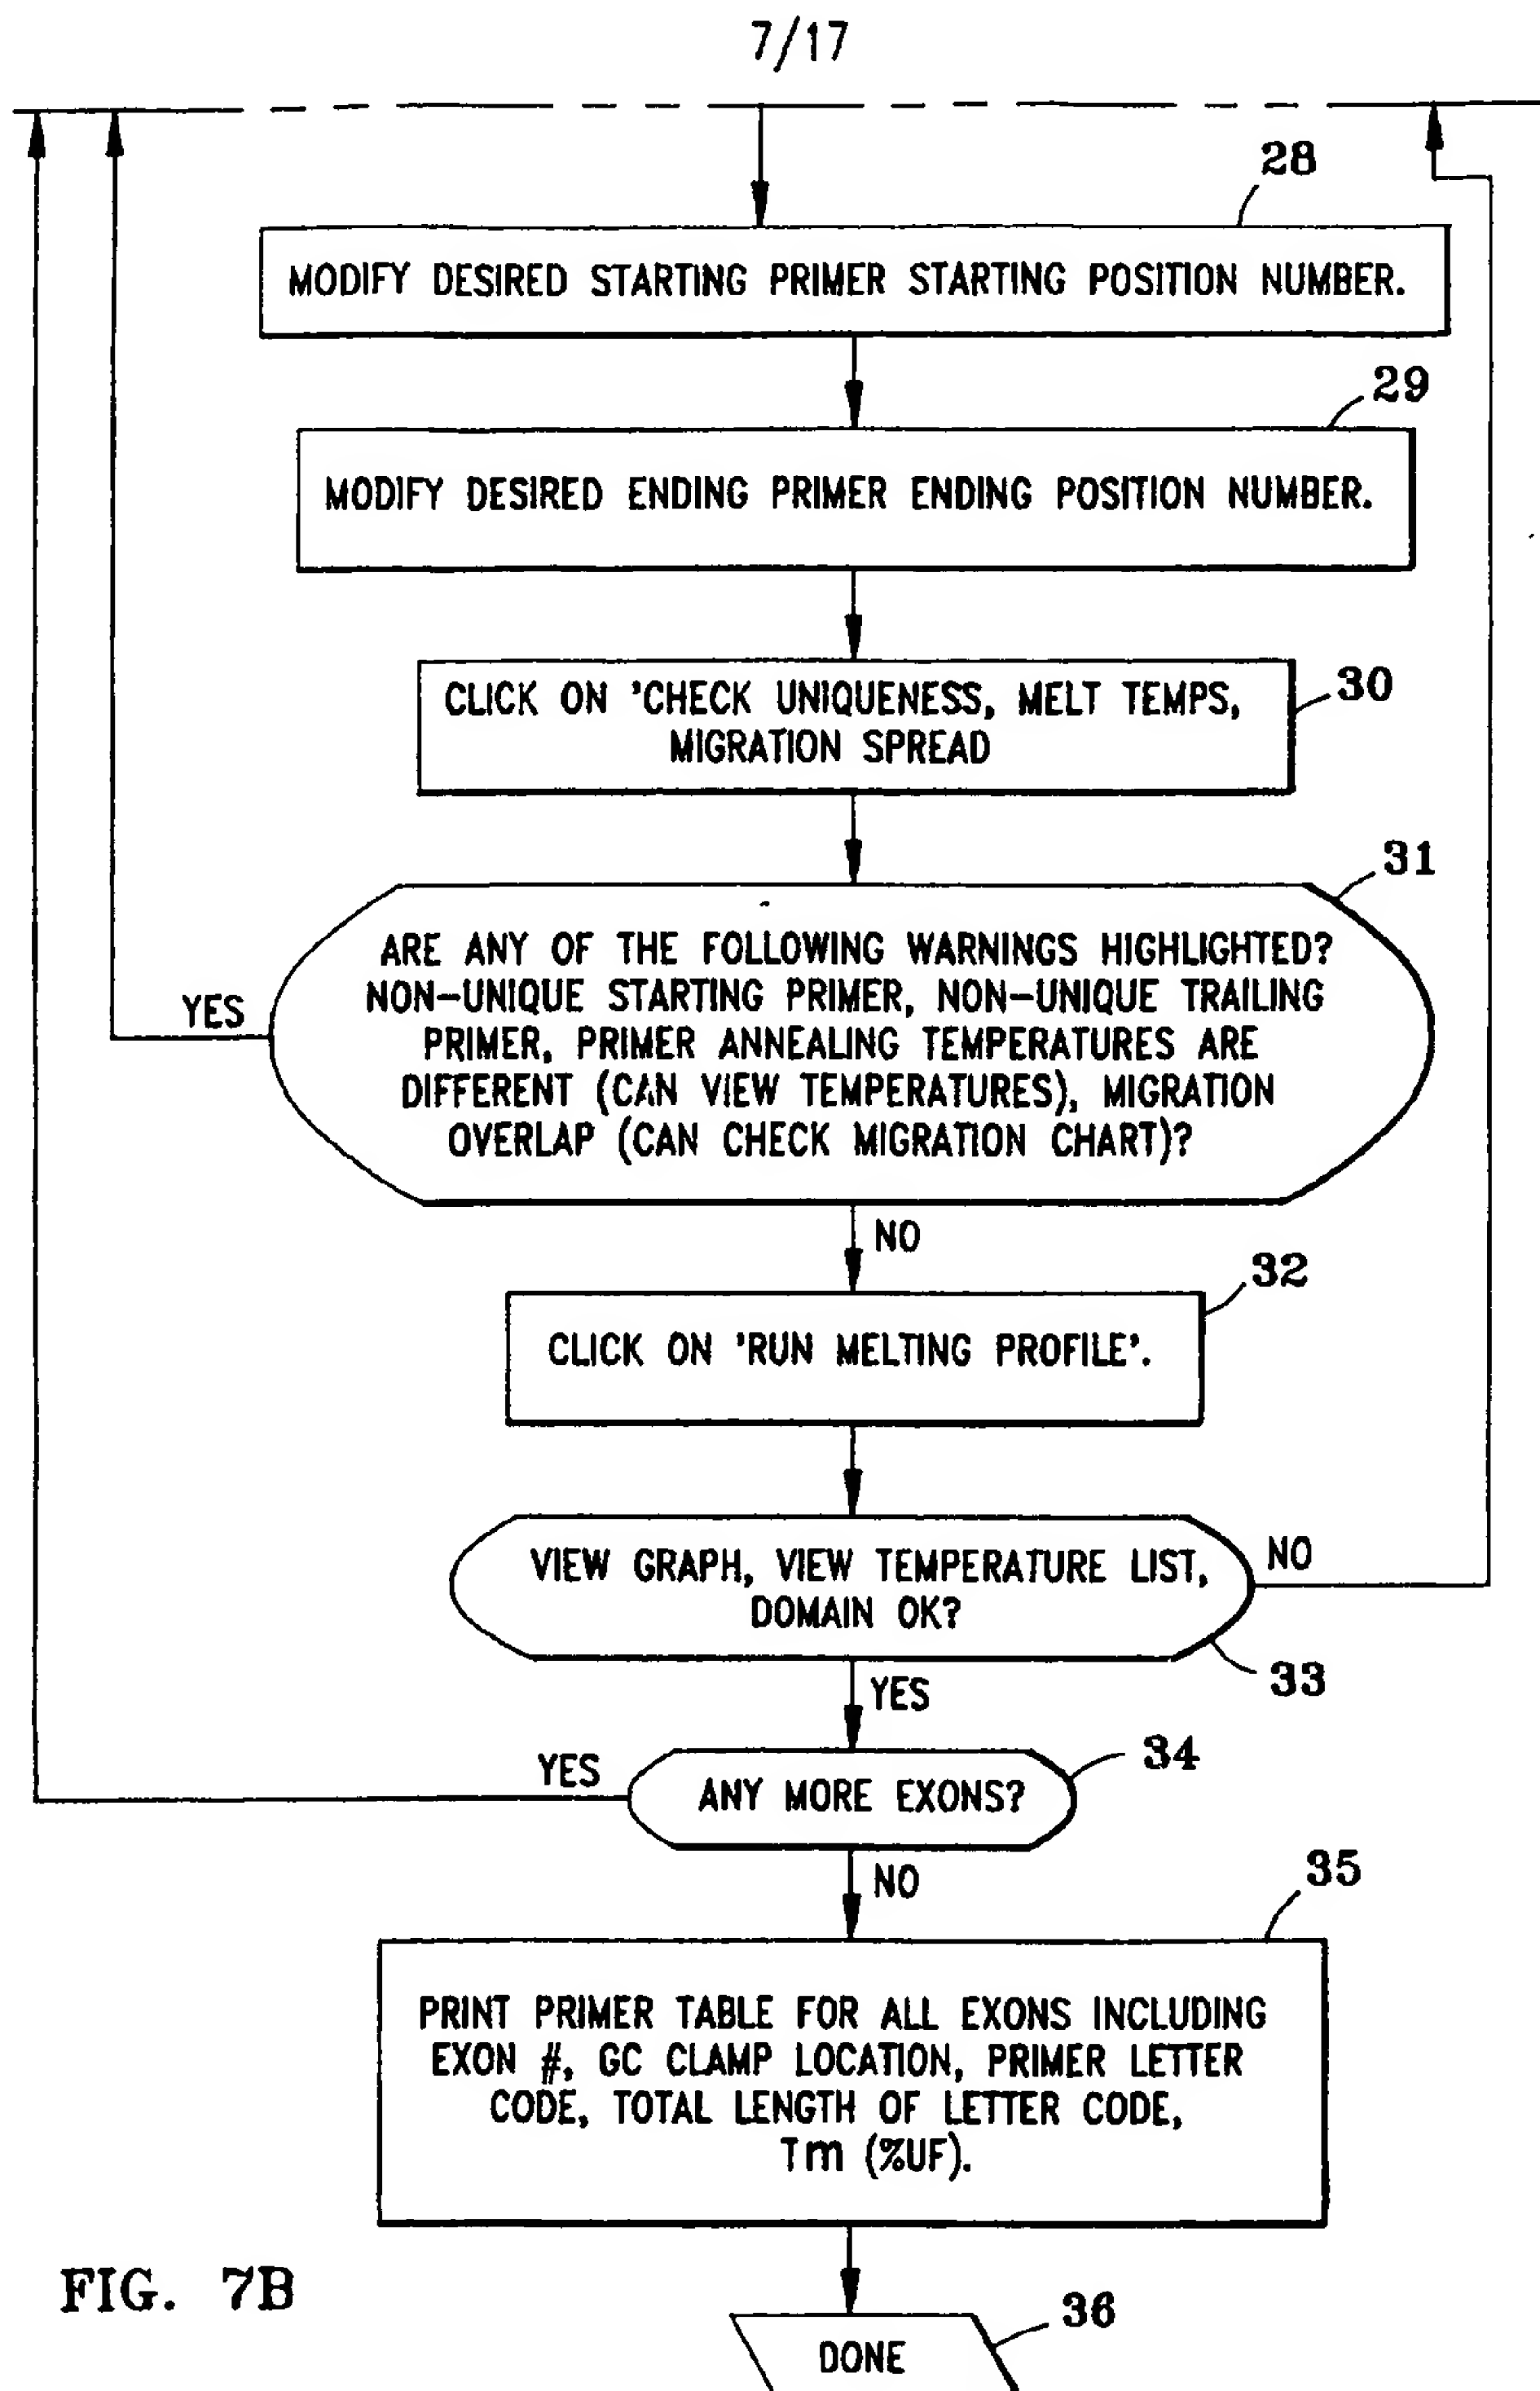 7/17
28
MODIFY DESIRED STARTING PRIMER STARTING POSITION NUMBER.
29
MODIFY DESIRED ENDING PRIMER ENDING POSITION NUMBER.
CLICK ON 'CHECK UNIQUENESS, MELT TEMPS,
30
MIGRATION SPREAD
31
ARE ANY OF THE FOLLOWING WARNINGS HIGHLIGHTED?
NON-UNIQUE STARTING PRIMER, NON-UNIQUE TRAILING
YES
PRIMER, PRIMER ANNEALING TEMPERATURES ARE
DIFFERENT (CAN VIEW TEMPERATURES), MIGRATION
OVERLAP (CAN CHECK MIGRATION CHART)?
NO
32
CLICK ON 'RUN MELTING PROFILE'.
VIEW GRAPH, VIEW TEMPERATURE LIST,
NO
DOMAIN OK?
33
YES
34
YES
ANY MORE EXONS?
NO
35
PRINT PRIMER TABLE FOR ALL EXONS INCLUDING
EXON #, GC CLAMP LOCATION, PRIMER LETTER
CODE, TOTAL LENGTH OF LETTER CODE,
Tm (%UF).
FIG. 7B
36
DONE